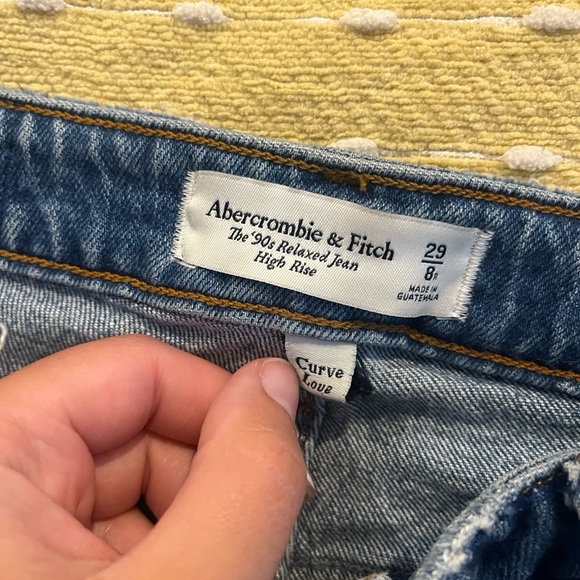 Abercrombie & Fitch
The '90s Relaxed Jean
High Rise
29
8R
MADE IN
GUATEMALA
Curve
Love